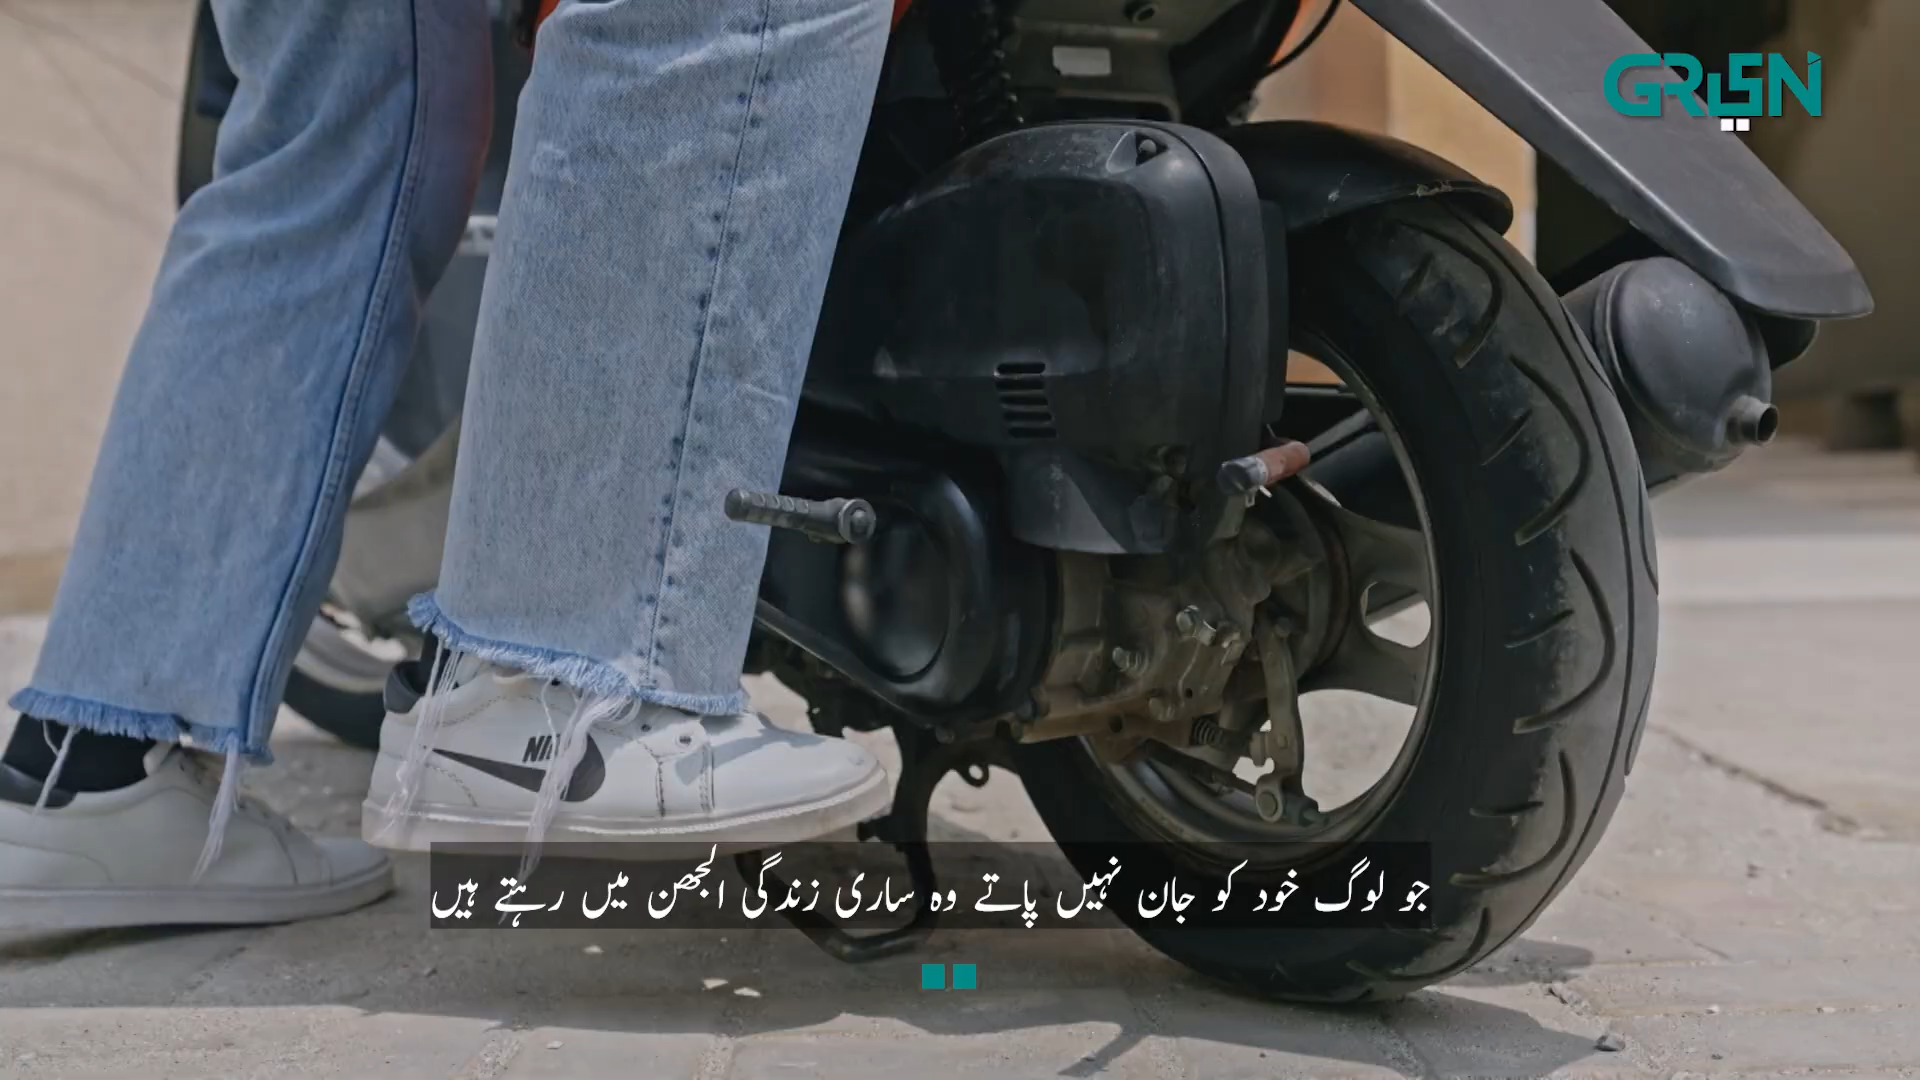 GREEN
NIKE
جو لوگ خود کو جان نہیں پاتے وہ ساری زندگی الجھن میں رہتے ہیں